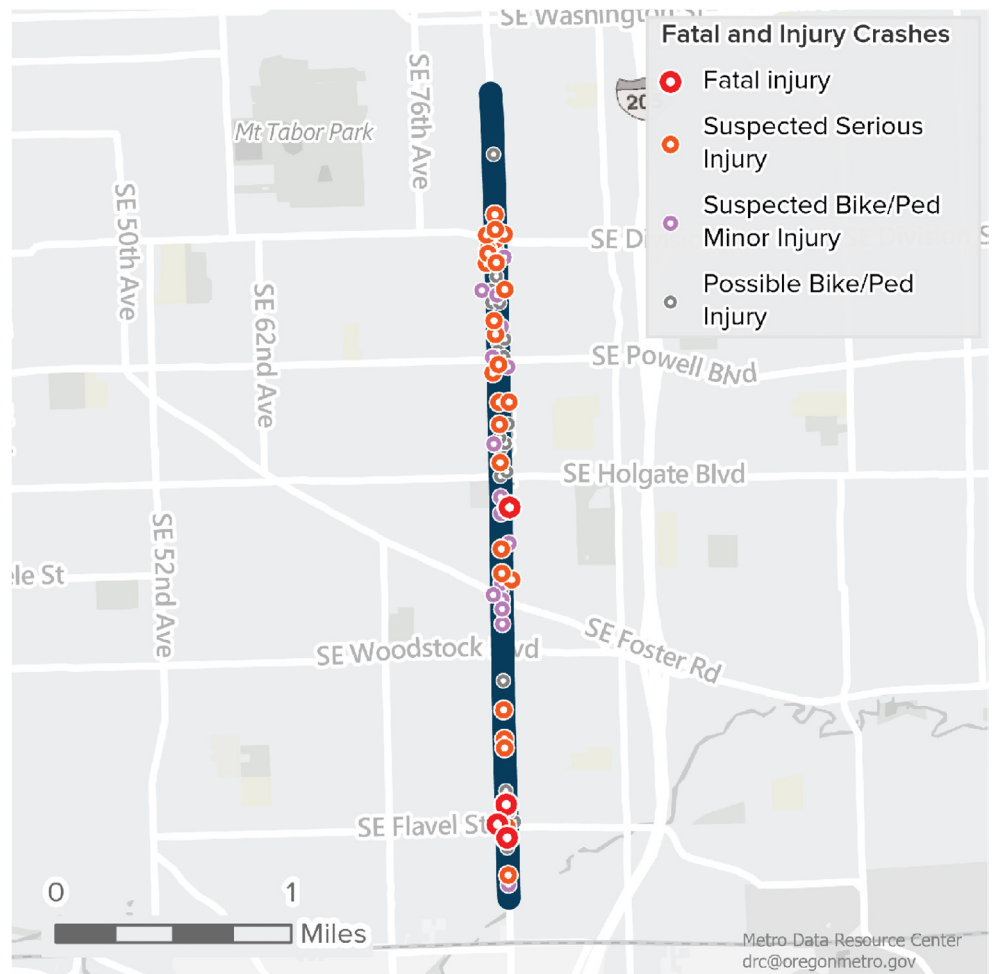 SE Washington St
Fatal and Injury Crashes
Fatal injury
Suspected Serious
Injury
Suspected Bike/Ped
Minor Injury
Possible Bike/Ped
Injury
SE 76th Ave
Mt Tabor Park
SE 50th Ave
SE 62nd Ave
SE Powell Blvd
SE Holgate Blvd
SE 52nd Ave
SE Foster Rd
SE Woodstock
SE Flavel St
0 1
Miles
Metro Data Resource Center
drc@oregonmetro.gov